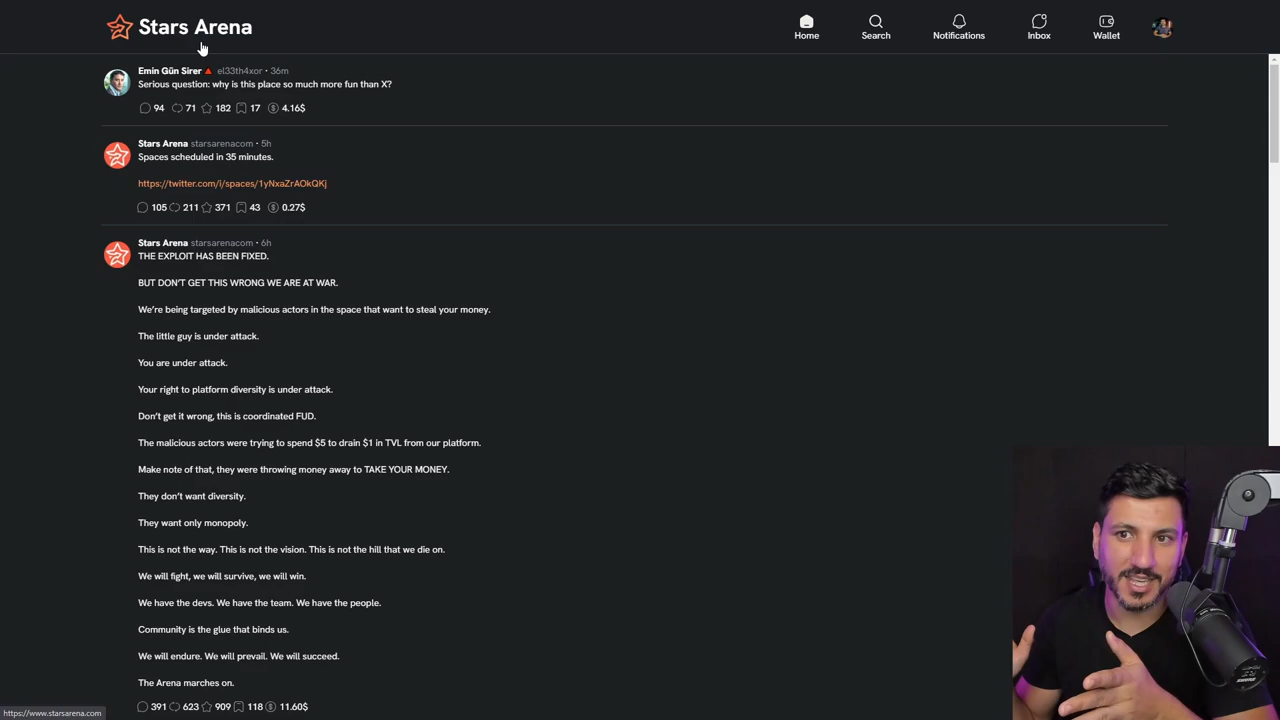 Stars Arena
Home
Search
Notifications
Inbox
Wallet
Emin Gün Sirer el33th4xor · 36m
Serious question: why is this place so much more fun than X?
94 71 182 17 4.16$
Stars Arena starsarenacom · 5h
Spaces scheduled in 35 minutes.
https://twitter.com/i/spaces/1yNxaZrAOkQKj
105 211 371 43 0.27$
Stars Arena starsarenacom · 6h
THE EXPLOIT HAS BEEN FIXED.
BUT DON'T GET THIS WRONG WE ARE AT WAR.
We're being targeted by malicious actors in the space that want to steal your money.
The little guy is under attack.
You are under attack.
Your right to platform diversity is under attack.
Don't get it wrong, this is coordinated FUD.
The malicious actors were trying to spend $5 to drain $1 in TVL from our platform.
Make note of that, they were throwing money away to TAKE YOUR MONEY.
They don't want diversity.
They want only monopoly.
This is not the way. This is not the vision. This is not the hill that we die on.
We will fight, we will survive, we will win.
We have the devs. We have the team. We have the people.
Community is the glue that binds us.
We will endure. We will prevail. We will succeed.
The Arena marches on.
391 623 909 118 11.60$
https://www.starsarena.com